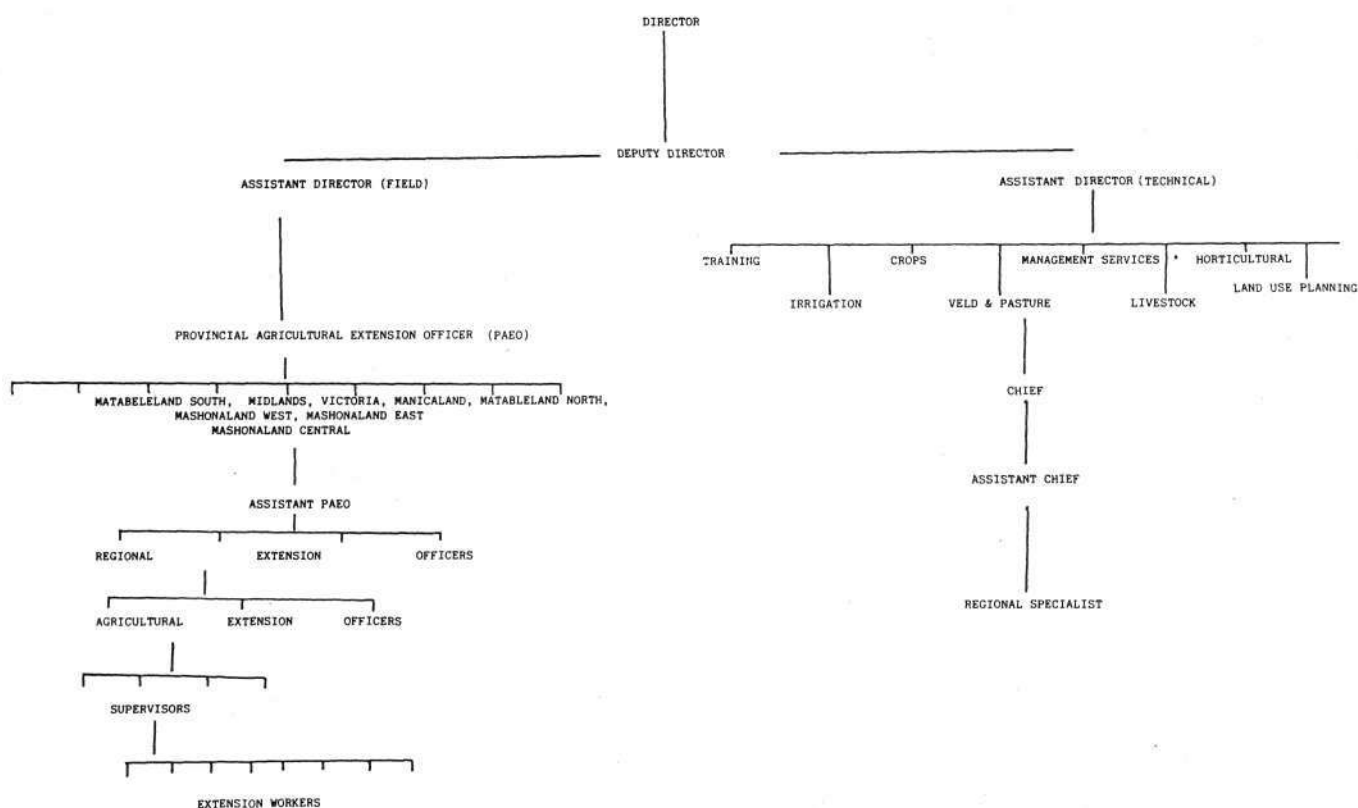 DIRECTOR
DEPUTY DIRECTOR
ASSISTANT DIRECTOR (FIELD)
ASSISTANT DIRECTOR (TECHNICAL)
TRAINING
CROPS
MANAGEMENT SERVICES
HORTICULTURAL
IRRIGATION
VELD & PASTURE
LIVESTOCK
LAND USE PLANNING
PROVINCIAL AGRICULTURAL EXTENSION OFFICER (PAEO)
MATABELELAND SOUTH, MIDLANDS, VICTORIA, MANICALAND, MATABLELAND NORTH,
MASHONALAND WEST, MASHONALAND EAST
MASHONALAND CENTRAL
CHIEF
ASSISTANT CHIEF
ASSISTANT PAEO
REGIONAL EXTENSION OFFICERS
REGIONAL SPECIALIST
AGRICULTURAL EXTENSION OFFICERS
SUPERVISORS
EXTENSION WORKERS